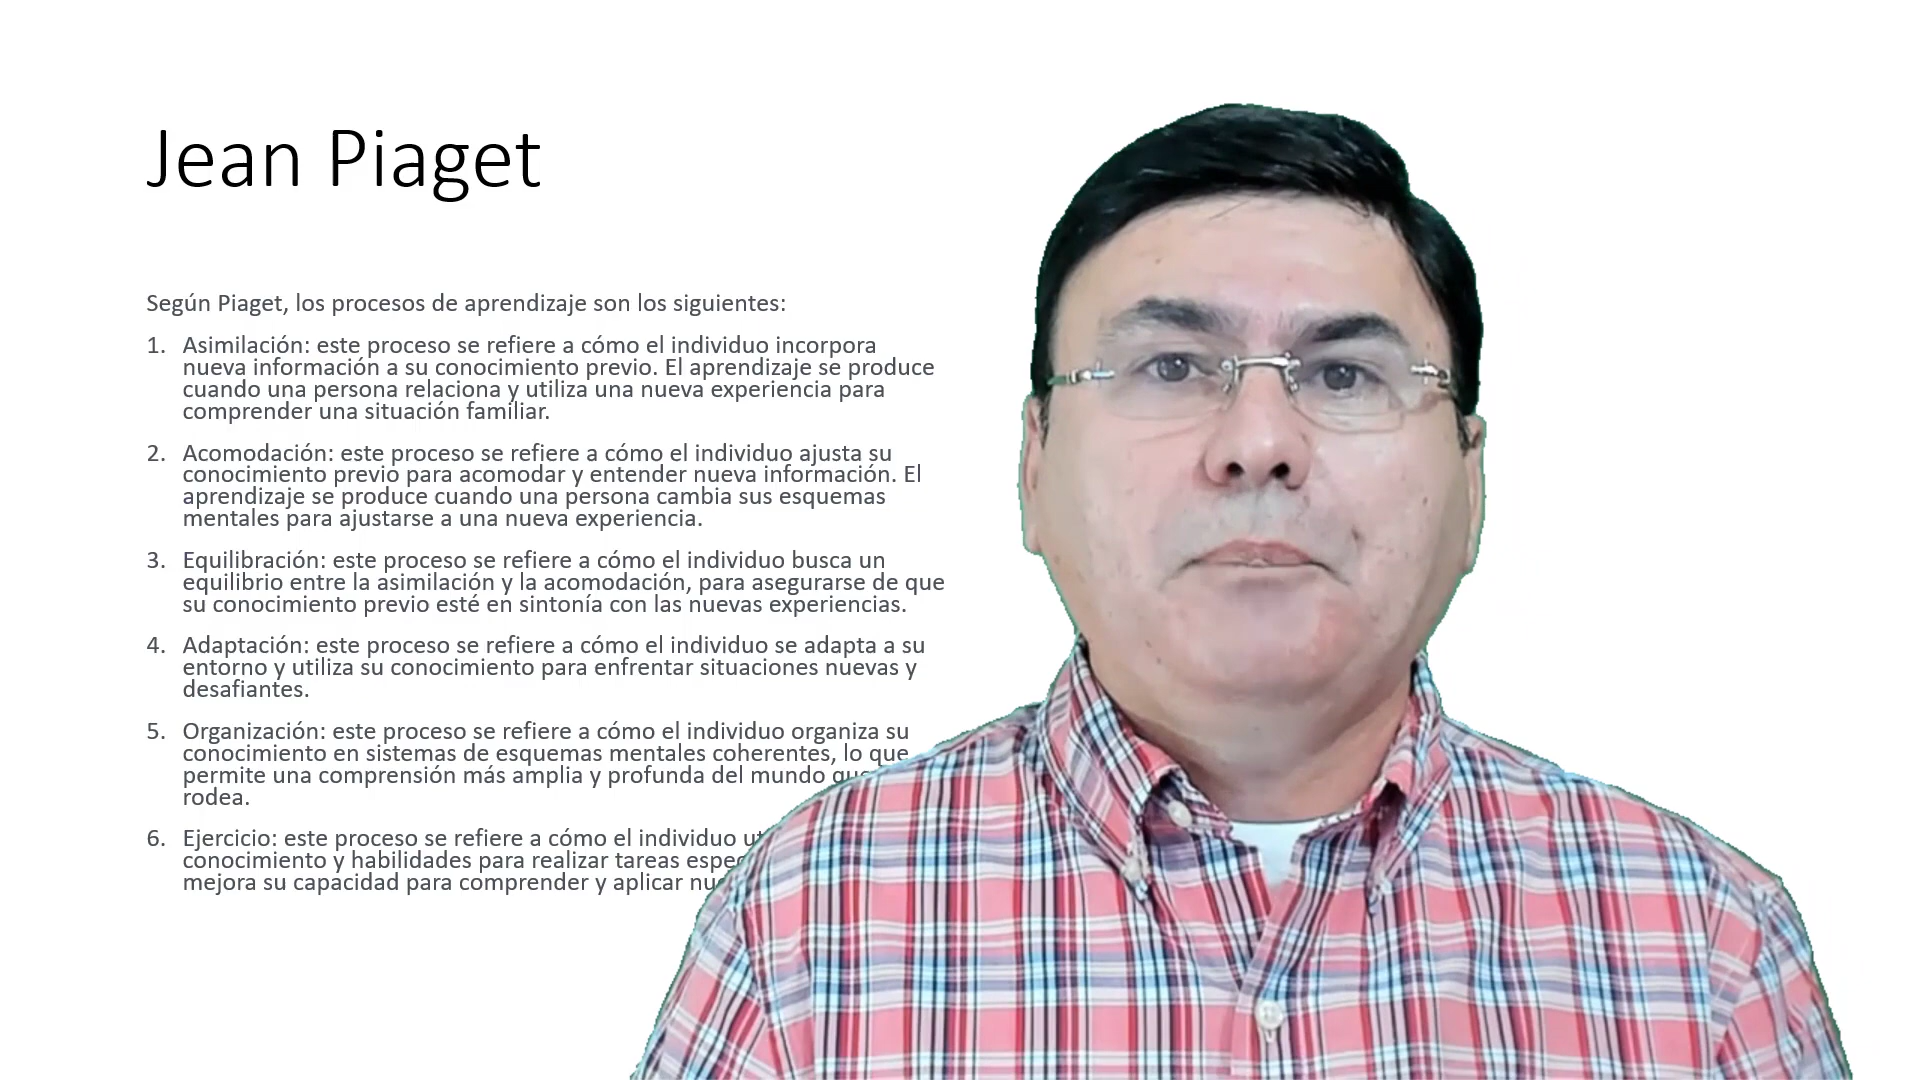 Jean Piaget
Según Piaget, los procesos de aprendizaje son los siguientes:
1. Asimilación: este proceso se refiere a cómo el individuo incorpora
nueva información a su conocimiento previo. El aprendizaje se produce
cuando una persona relaciona y utiliza una nueva experiencia para
comprender una situación familiar.
2. Acomodación: este proceso se refiere a cómo el individuo ajusta su
conocimiento previo para acomodar y entender nueva información. El
aprendizaje se produce cuando una persona cambia sus esquemas
mentales para ajustarse a una nueva experiencia.
3. Equilibración: este proceso se refiere a cómo el individuo busca un
equilibrio entre la asimilación y la acomodación, para asegurarse de que
su conocimiento previo esté en sintonía con las nuevas experiencias.
4. Adaptación: este proceso se refiere a cómo el individuo se adapta a su
entorno y utiliza su conocimiento para enfrentar situaciones nuevas y
desafiantes.
5. Organización: este proceso se refiere a cómo el individuo organiza su
conocimiento en sistemas de esquemas mentales coherentes, lo que
permite una comprensión más amplia y profunda del mundo que
rodea.
6. Ejercicio: este proceso se refiere a cómo el individuo
conocimiento y habilidades para realizar tareas
mejora su capacidad para comprender y aplicar